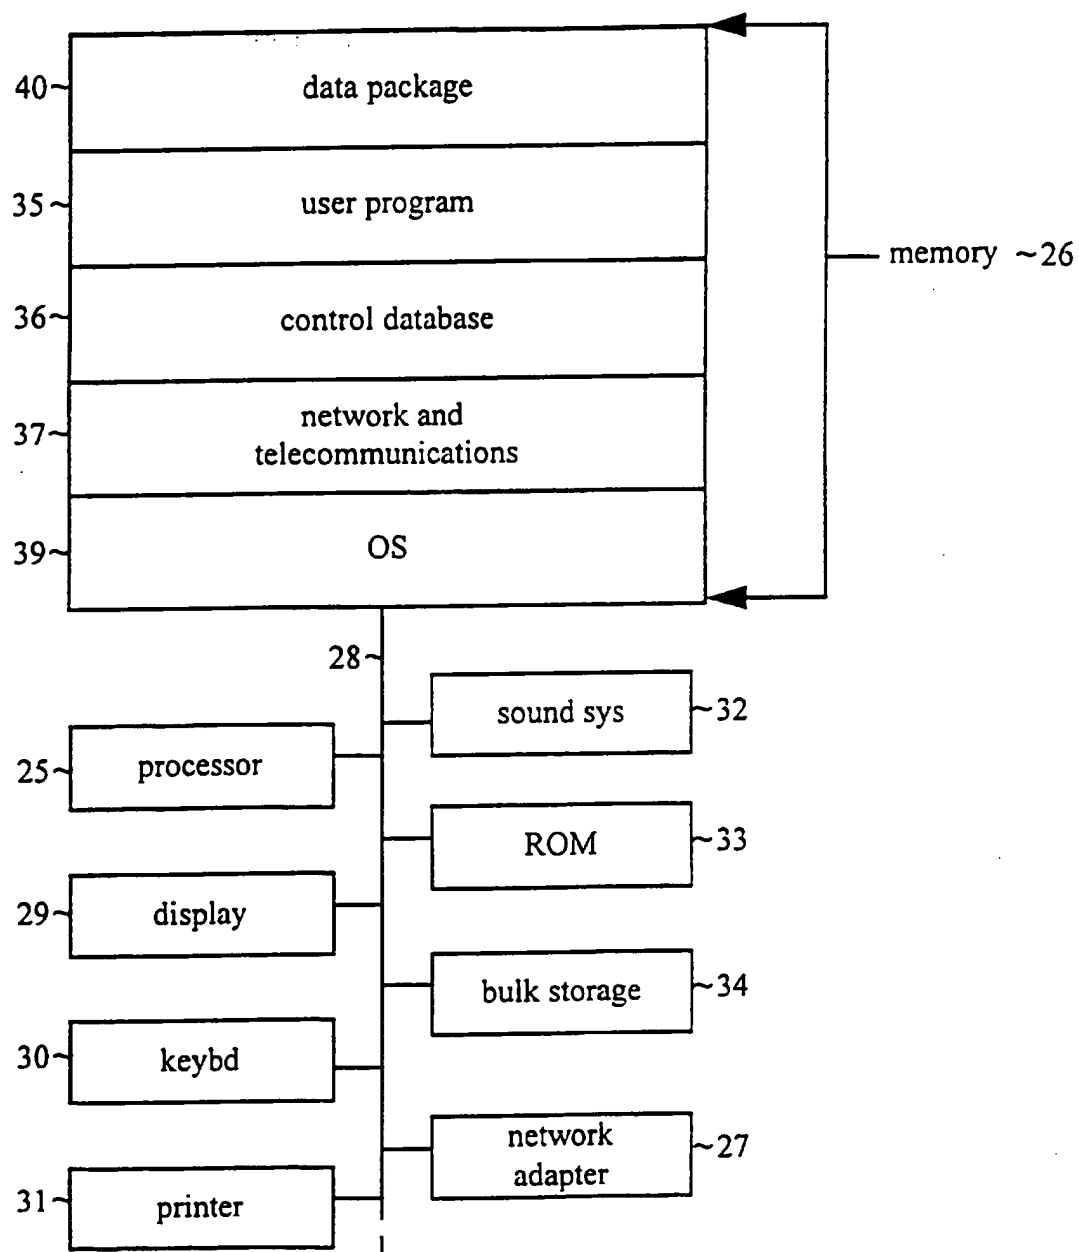 40~
data package
35~
user program
memory ~26
36~
control database
37~
network and
telecommunications
39~
OS
28~
sound sys
~32
25~
processor
ROM
~33
29~
display
bulk storage
~34
30~
keybd
network
adapter
~27
31~
printer